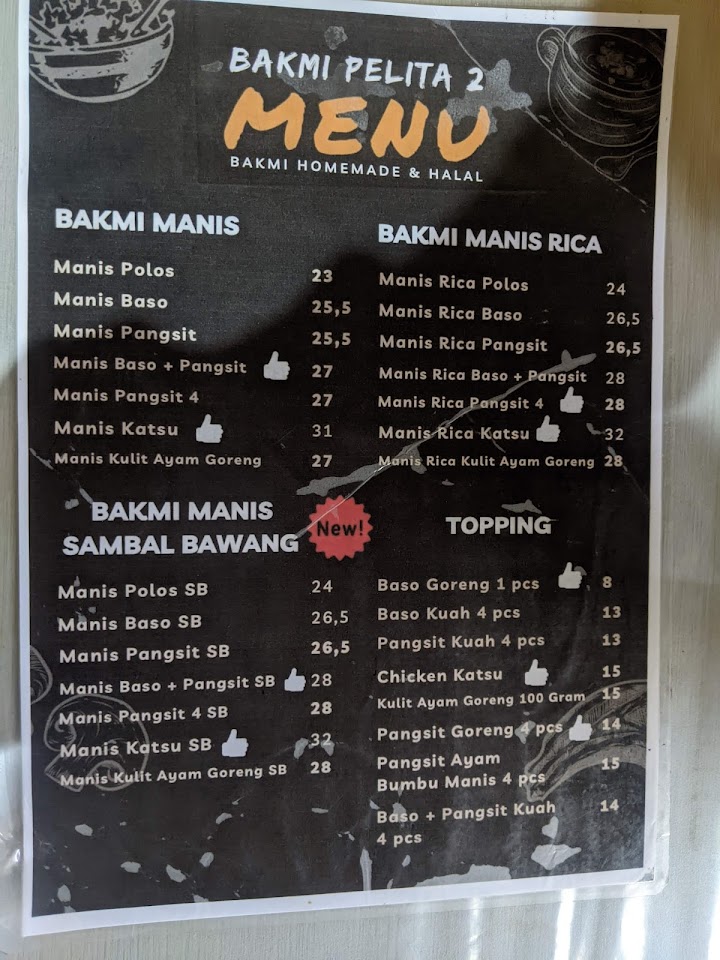 BAKMI PELITA 2
MENU
BAKMI HOMEMADE & HALAL
BAKMI MANIS
Manis Polos 23
Manis Baso 25,5
Manis Pangsit 25,5
Manis Baso + Pangsit 27
Manis Pangsit 4 27
Manis Katsu 31
Manis Kulit Ayam Goreng 27
BAKMI MANIS RICA
Manis Rica Polos 24
Manis Rica Baso 26,5
Manis Rica Pangsit 26,5
Manis Rica Baso + Pangsit 28
Manis Rica Pangsit 4 28
Manis Rica Katsu 32
Manis Rica Kulit Ayam Goreng 28
BAKMI MANIS
SAMBAL BAWANG
New!
Manis Polos SB 24
Manis Baso SB 26,5
Manis Pangsit SB 26,5
Manis Baso + Pangsit SB 28
Manis Pangsit 4 SB 28
Manis Katsu SB 32
Manis Kulit Ayam Goreng SB 28
TOPPING
Baso Goreng 1 pcs 8
Baso Kuah 4 pcs 13
Pangsit Kuah 4 pcs 13
Chicken Katsu 15
Kulit Ayam Goreng 100 Gram 15
Pangsit Goreng 4 pcs 14
Pangsit Ayam
Bumbu Manis 4 pcs 15
Baso + Pangsit Kuah 14
4 pcs